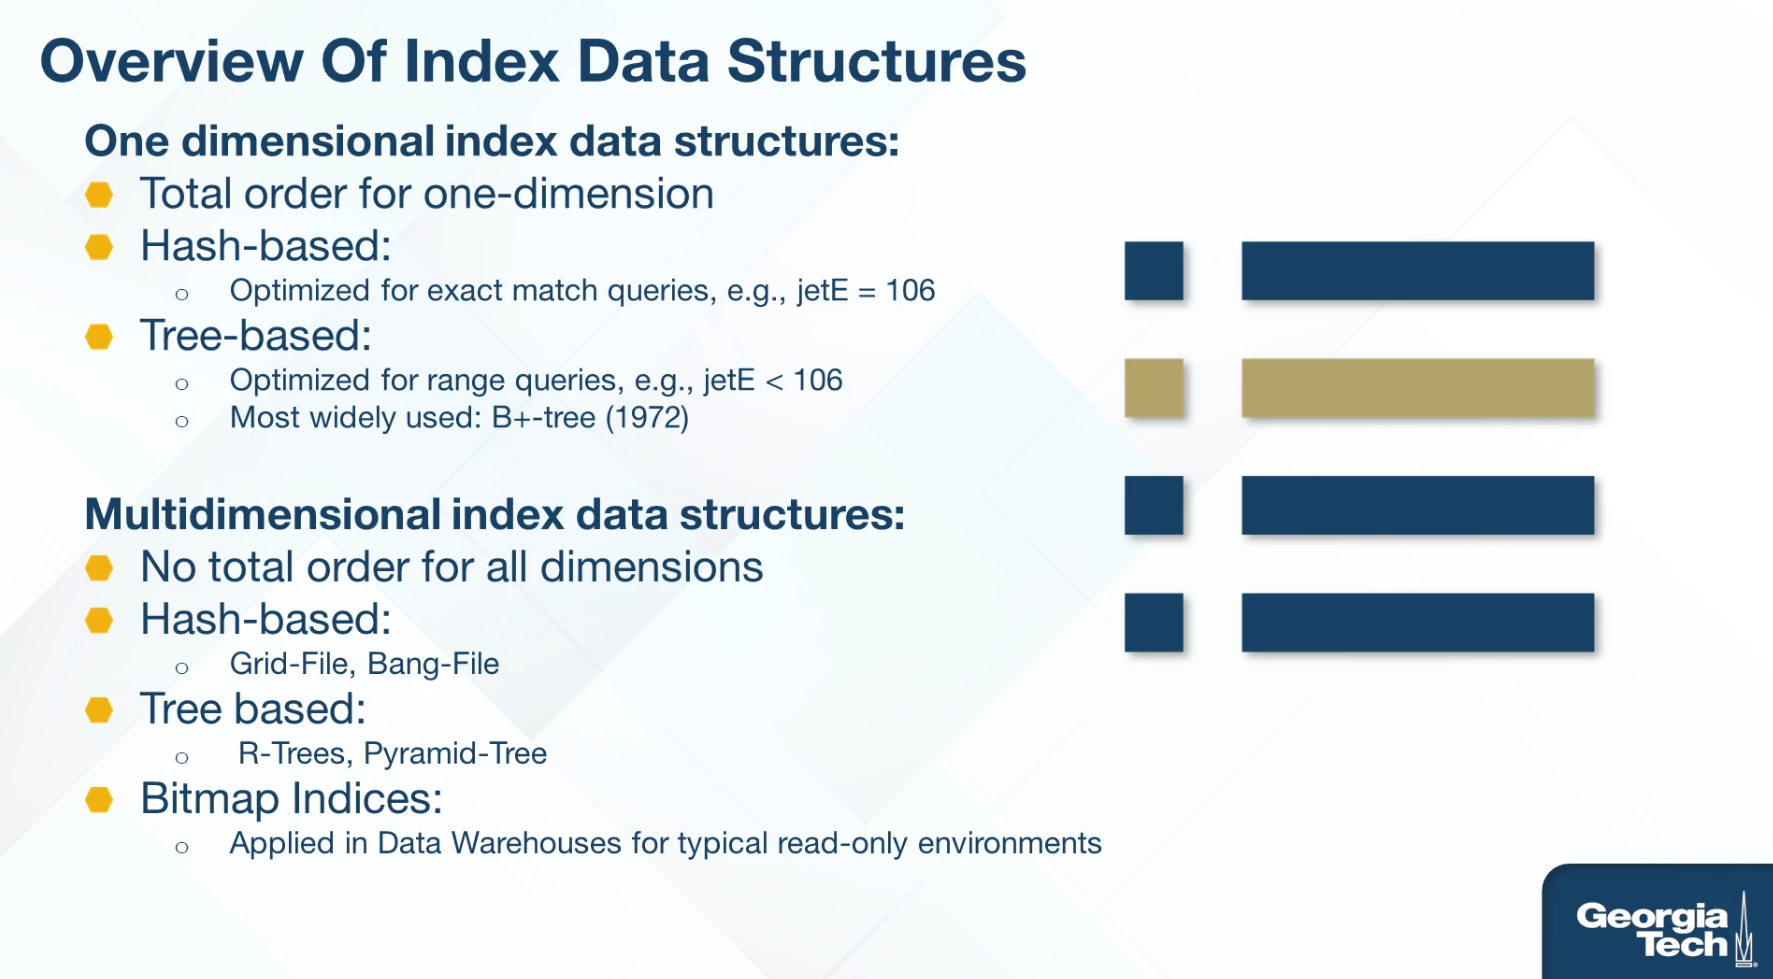 Overview Of Index Data Structures
One dimensional index data structures:
Total order for one-dimension
Hash-based:
Optimized for exact match queries, e.g., jetE = 106
Tree-based:
Optimized for range queries, e.g., jetE < 106
Most widely used: B+-tree (1972)
Multidimensional index data structures:
No total order for all dimensions
Hash-based:
Grid-File, Bang-File
Tree based:
R-Trees, Pyramid-Tree
Bitmap Indices:
Applied in Data Warehouses for typical read-only environments
Georgia
Tech